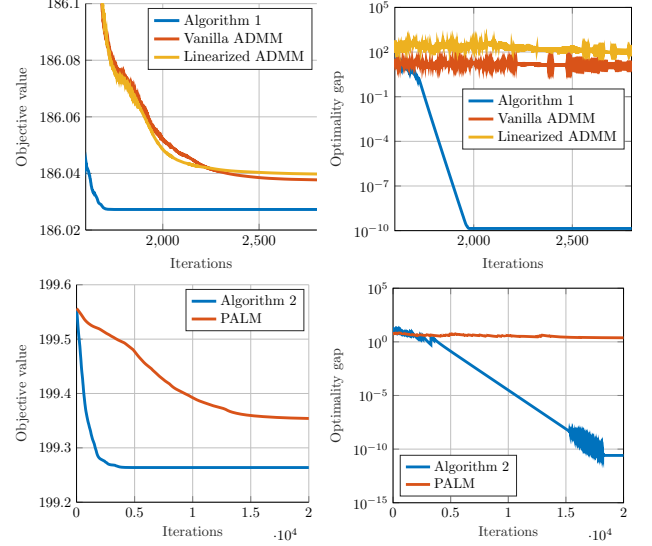 186.1
186.08
186.06
186.04
186.02
2,000
2,500
Iterations
Objective value
Algorithm 1
Vanilla ADMM
Linearized ADMM
10^5
10^2
10^−1
10^−4
10^−7
10^−10
2,000
2,500
Iterations
Optimality gap
Algorithm 1
Vanilla ADMM
Linearized ADMM
199.6
199.5
199.4
199.3
199.2
0
0.5
1
1.5
2
·10^4
Iterations
Objective value
Algorithm 2
PALM
10^5
10^0
10^−5
10^−10
10^−15
0
0.5
1
1.5
2
·10^4
Iterations
Optimality gap
Algorithm 2
PALM